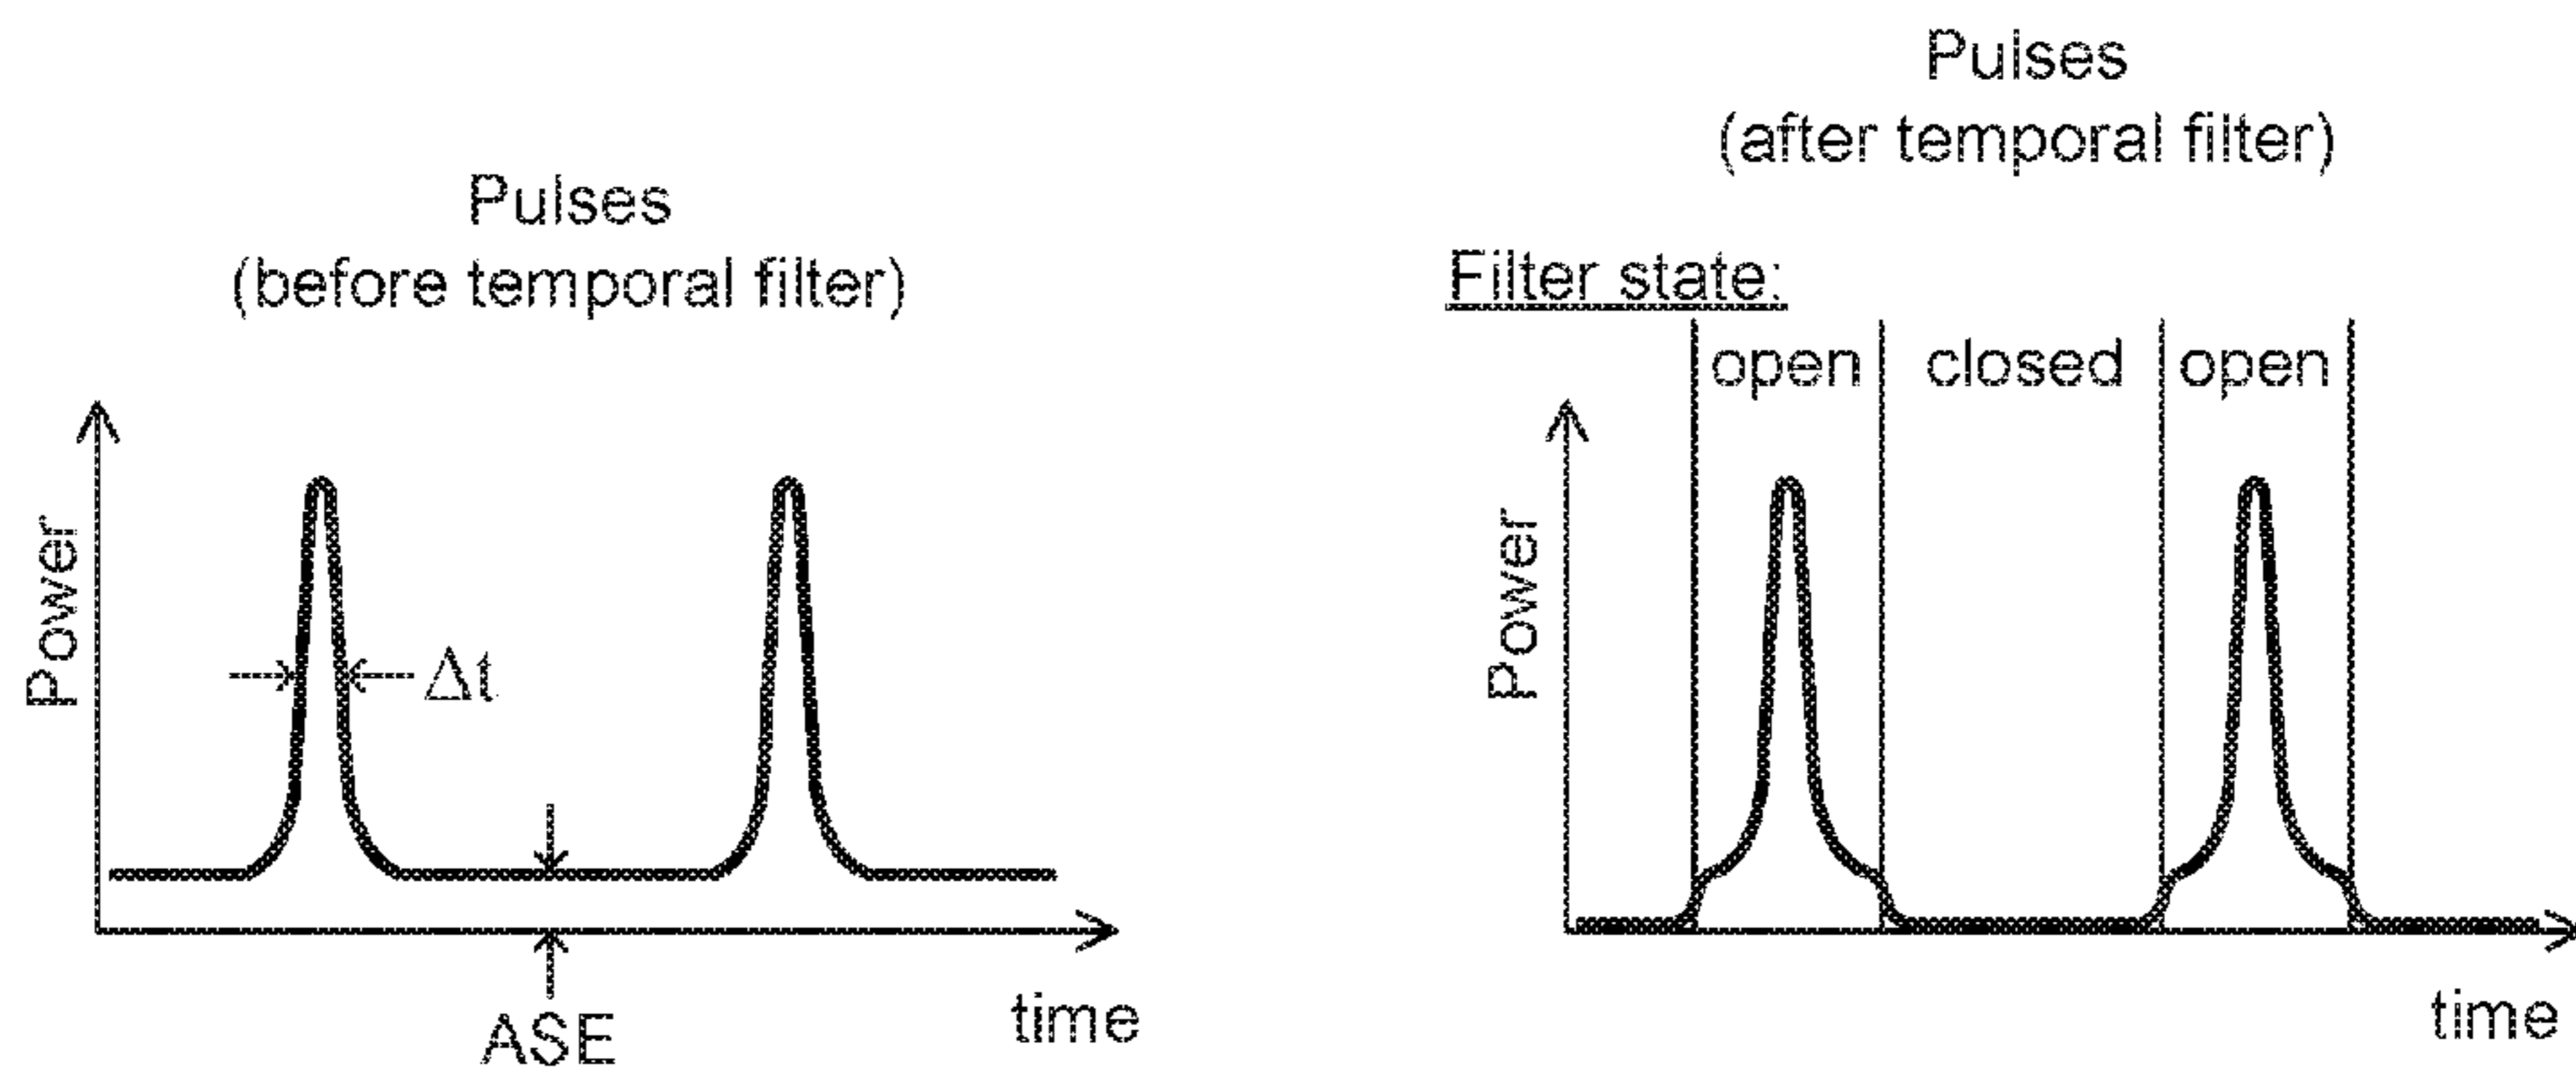 Pulses
(before temporal filter)
Power
Δt
ASE
time
Pulses
(after temporal filter)
Filter state:
open closed open
Power
time